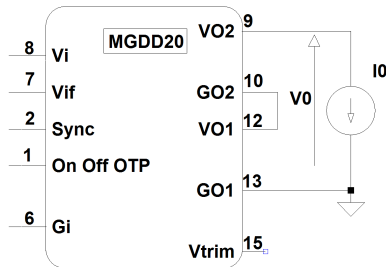 MGDD20
8 Vi
7 Vif
2 Sync
1 On Off OTP
6 Gi
VO2 9
GO2 10
VO1 12
GO1 13
Vtrim 15
V0
I0